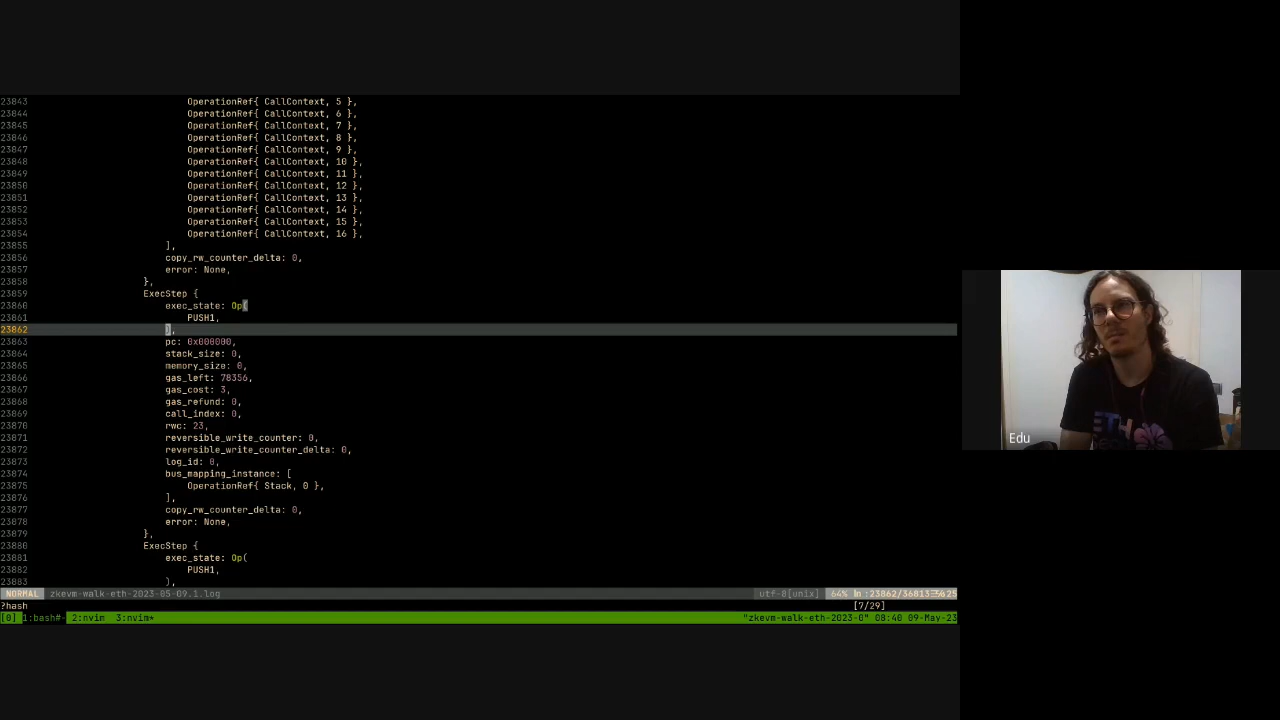 23843 OperationRef{ CallContext, 5 },
23844 OperationRef{ CallContext, 6 },
23845 OperationRef{ CallContext, 7 },
23846 OperationRef{ CallContext, 8 },
23847 OperationRef{ CallContext, 9 },
23848 OperationRef{ CallContext, 10 },
23849 OperationRef{ CallContext, 11 },
23850 OperationRef{ CallContext, 12 },
23851 OperationRef{ CallContext, 13 },
23852 OperationRef{ CallContext, 14 },
23853 OperationRef{ CallContext, 15 },
23854 OperationRef{ CallContext, 16 },
23855 ],
23856 copy_rw_counter_delta: 0,
23857 error: None,
23858 },
23859 ExecStep {
23860 exec_state: Op(
23861 PUSH1,
23862 ),
23863 pc: 0x000000,
23864 stack_size: 0,
23865 memory_size: 0,
23866 gas_left: 78356,
23867 gas_cost: 3,
23868 gas_refund: 0,
23869 call_index: 0,
23870 rwc: 23,
23871 reversible_write_counter: 0,
23872 reversible_write_counter_delta: 0,
23873 log_id: 0,
23874 bus_mapping_instance: [
23875 OperationRef{ Stack, 0 },
23876 ],
23877 copy_rw_counter_delta: 0,
23878 error: None,
23879 },
23880 ExecStep {
23881 exec_state: Op(
23882 PUSH1,
23883 ),
NORMAL zkevm-walk-eth-2023-05-09.1.log utf-8[unix] 64% ln :23862/36813
?hash [7/29]
[0] 1:bash#- 2:nvim 3:nvim* "zkevm-walk-eth-2023-0" 08:40 09-May-23
Edu
ETH